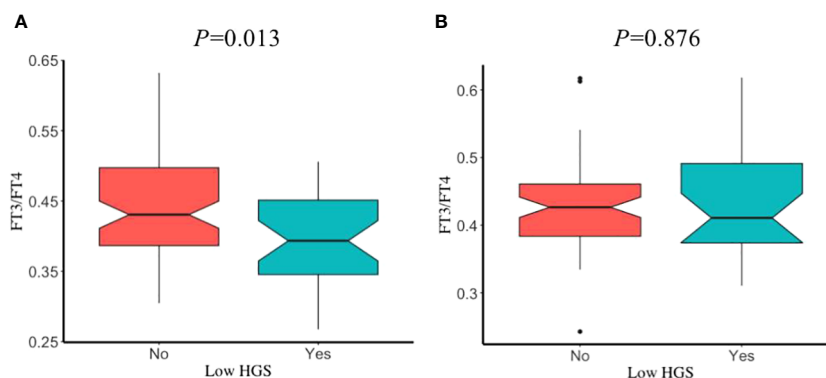 A
P=0.013
0.65
0.55
0.45
0.35
0.25
FT3/FT4
No
Yes
Low HGS
B
P=0.876
0.6
0.5
0.4
0.3
FT3/FT4
No
Yes
Low HGS